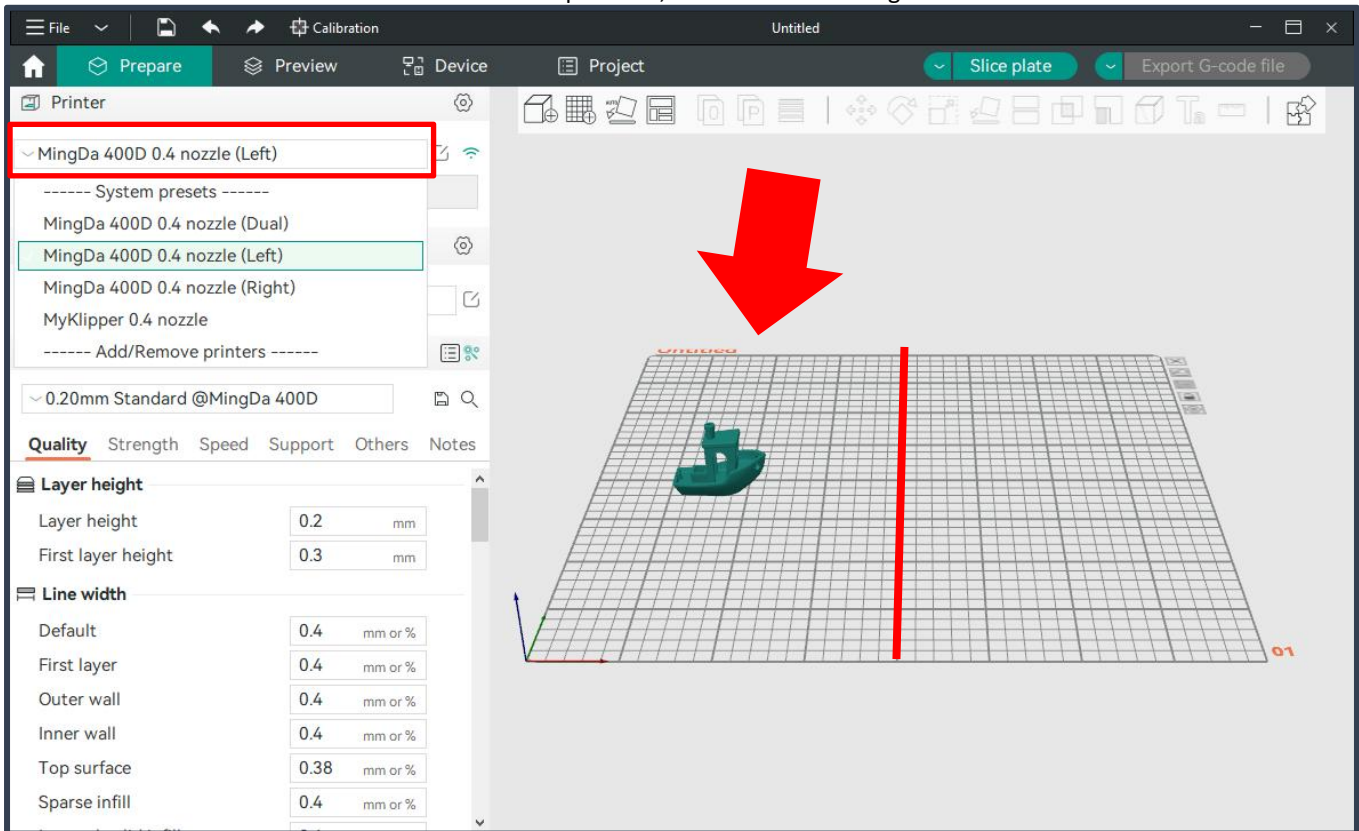 File
Calibration
Untitled
Prepare
Preview
Device
Project
Slice plate
Export G-code file
Printer
MingDa 400D 0.4 nozzle (Left)
------ System presets ------
MingDa 400D 0.4 nozzle (Dual)
MingDa 400D 0.4 nozzle (Left)
MingDa 400D 0.4 nozzle (Right)
MyKlipper 0.4 nozzle
------ Add/Remove printers ------
0.20mm Standard @MingDa 400D
Quality Strength Speed Support Others Notes
Layer height
Layer height 0.2 mm
First layer height 0.3 mm
Line width
Default 0.4 mm or %
First layer 0.4 mm or %
Outer wall 0.4 mm or %
Inner wall 0.4 mm or %
Top surface 0.38 mm or %
Sparse infill 0.4 mm or %
Untitled
01